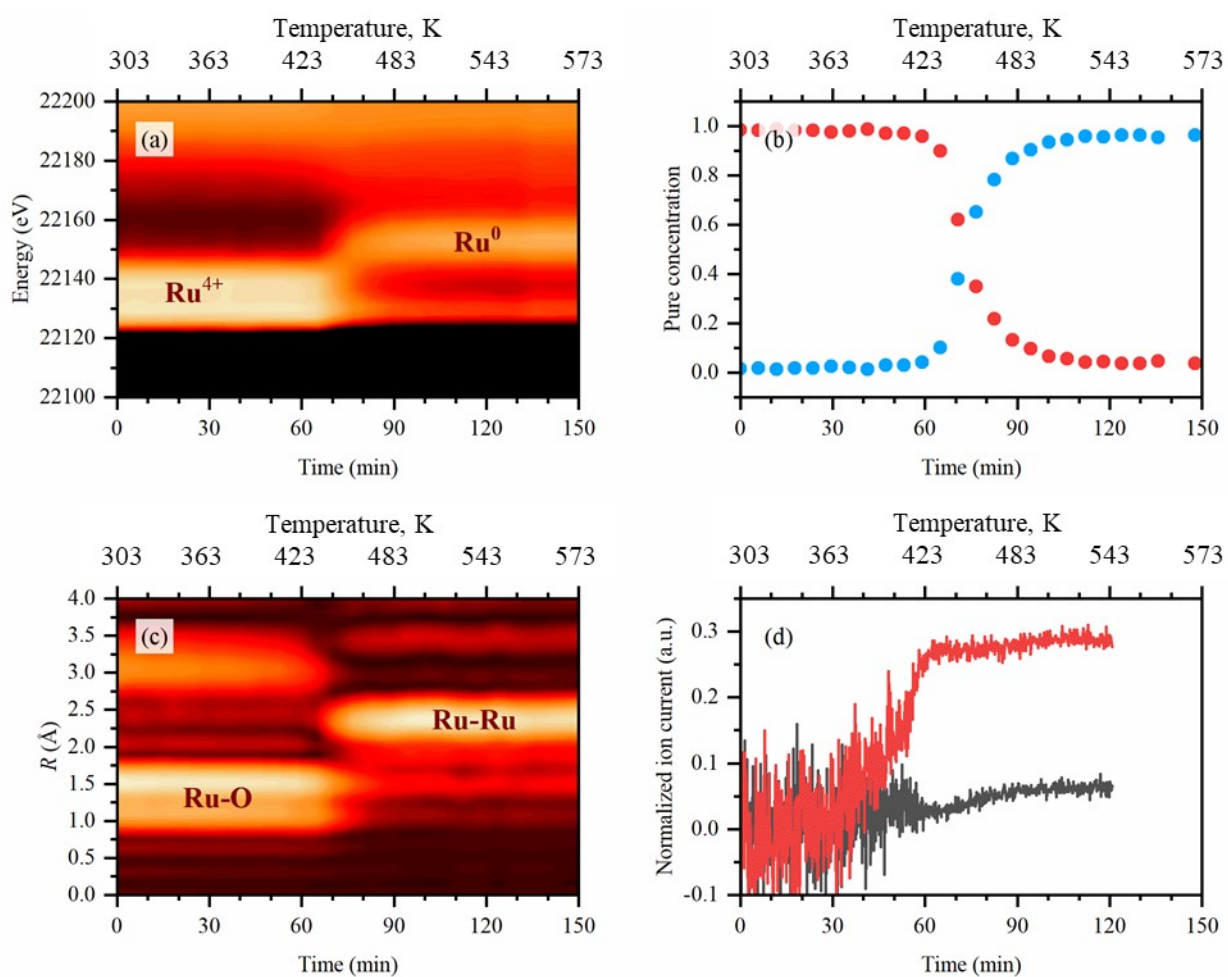 Temperature, K
303 363 423 483 543 573
22200
22180
22160
22140
22120
22100
Energy (eV)
(a)
Ru⁰
Ru⁴⁺
0 30 60 90 120 150
Time (min)
Temperature, K
303 363 423 483 543 573
1.0
0.8
0.6
0.4
0.2
0.0
Pure concentration
(b)
0 30 60 90 120 150
Time (min)
Temperature, K
303 363 423 483 543 573
4.0
3.5
3.0
2.5
2.0
1.5
1.0
0.5
0.0
R (Å)
(c)
Ru-Ru
Ru-O
0 30 60 90 120 150
Time (min)
Temperature, K
303 363 423 483 543 573
0.3
0.2
0.1
0.0
-0.1
Normalized ion current (a.u.)
(d)
0 30 60 90 120 150
Time (min)